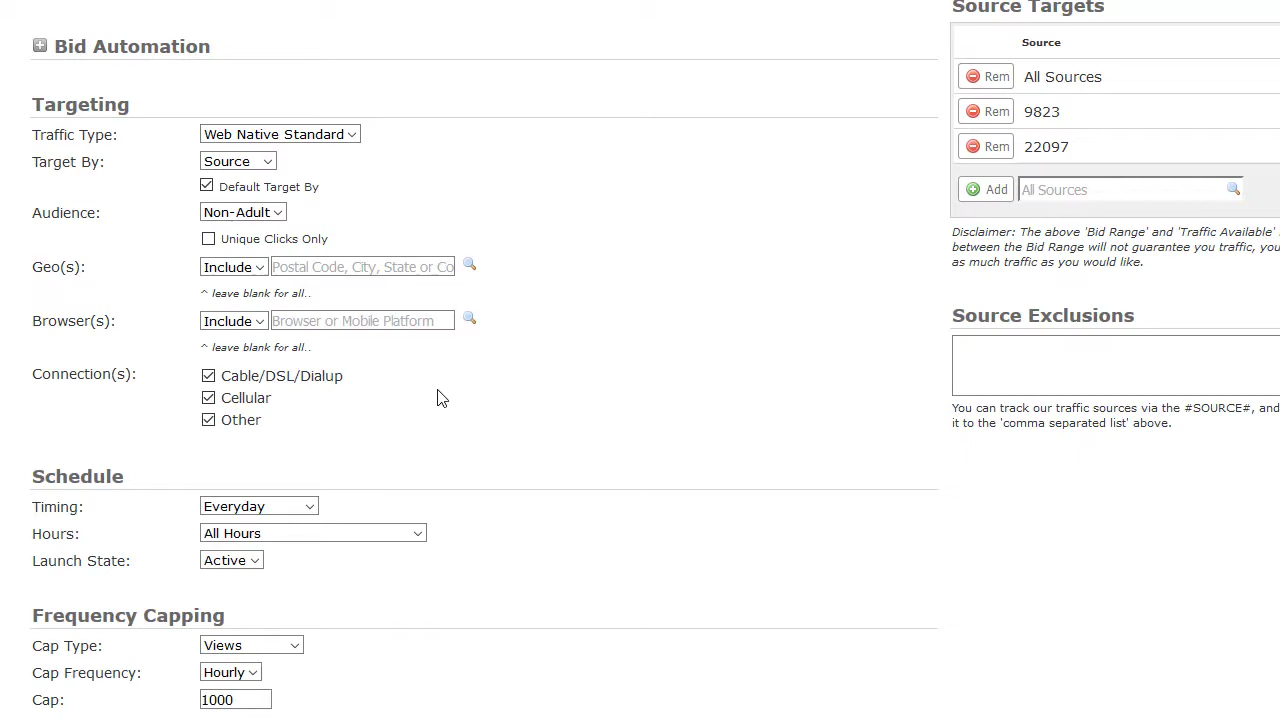 Bid Automation
Targeting
Traffic Type: Web Native Standard
Target By: Source
Default Target By
Audience: Non-Adult
Unique Clicks Only
Geo(s): Include Postal Code, City, State or Co
^ leave blank for all..
Browser(s): Include Browser or Mobile Platform
^ leave blank for all..
Connection(s): Cable/DSL/Dialup
Cellular
Other
Schedule
Timing: Everyday
Hours: All Hours
Launch State: Active
Frequency Capping
Cap Type: Views
Cap Frequency: Hourly
Cap: 1000
Source Targets
Source
Rem All Sources
Rem 9823
Rem 22097
Add All Sources
Disclaimer: The above 'Bid Range' and 'Traffic Available'
between the Bid Range will not guarantee you traffic, you
as much traffic as you would like.
Source Exclusions
You can track our traffic sources via the #SOURCE#, and
it to the 'comma separated list' above.